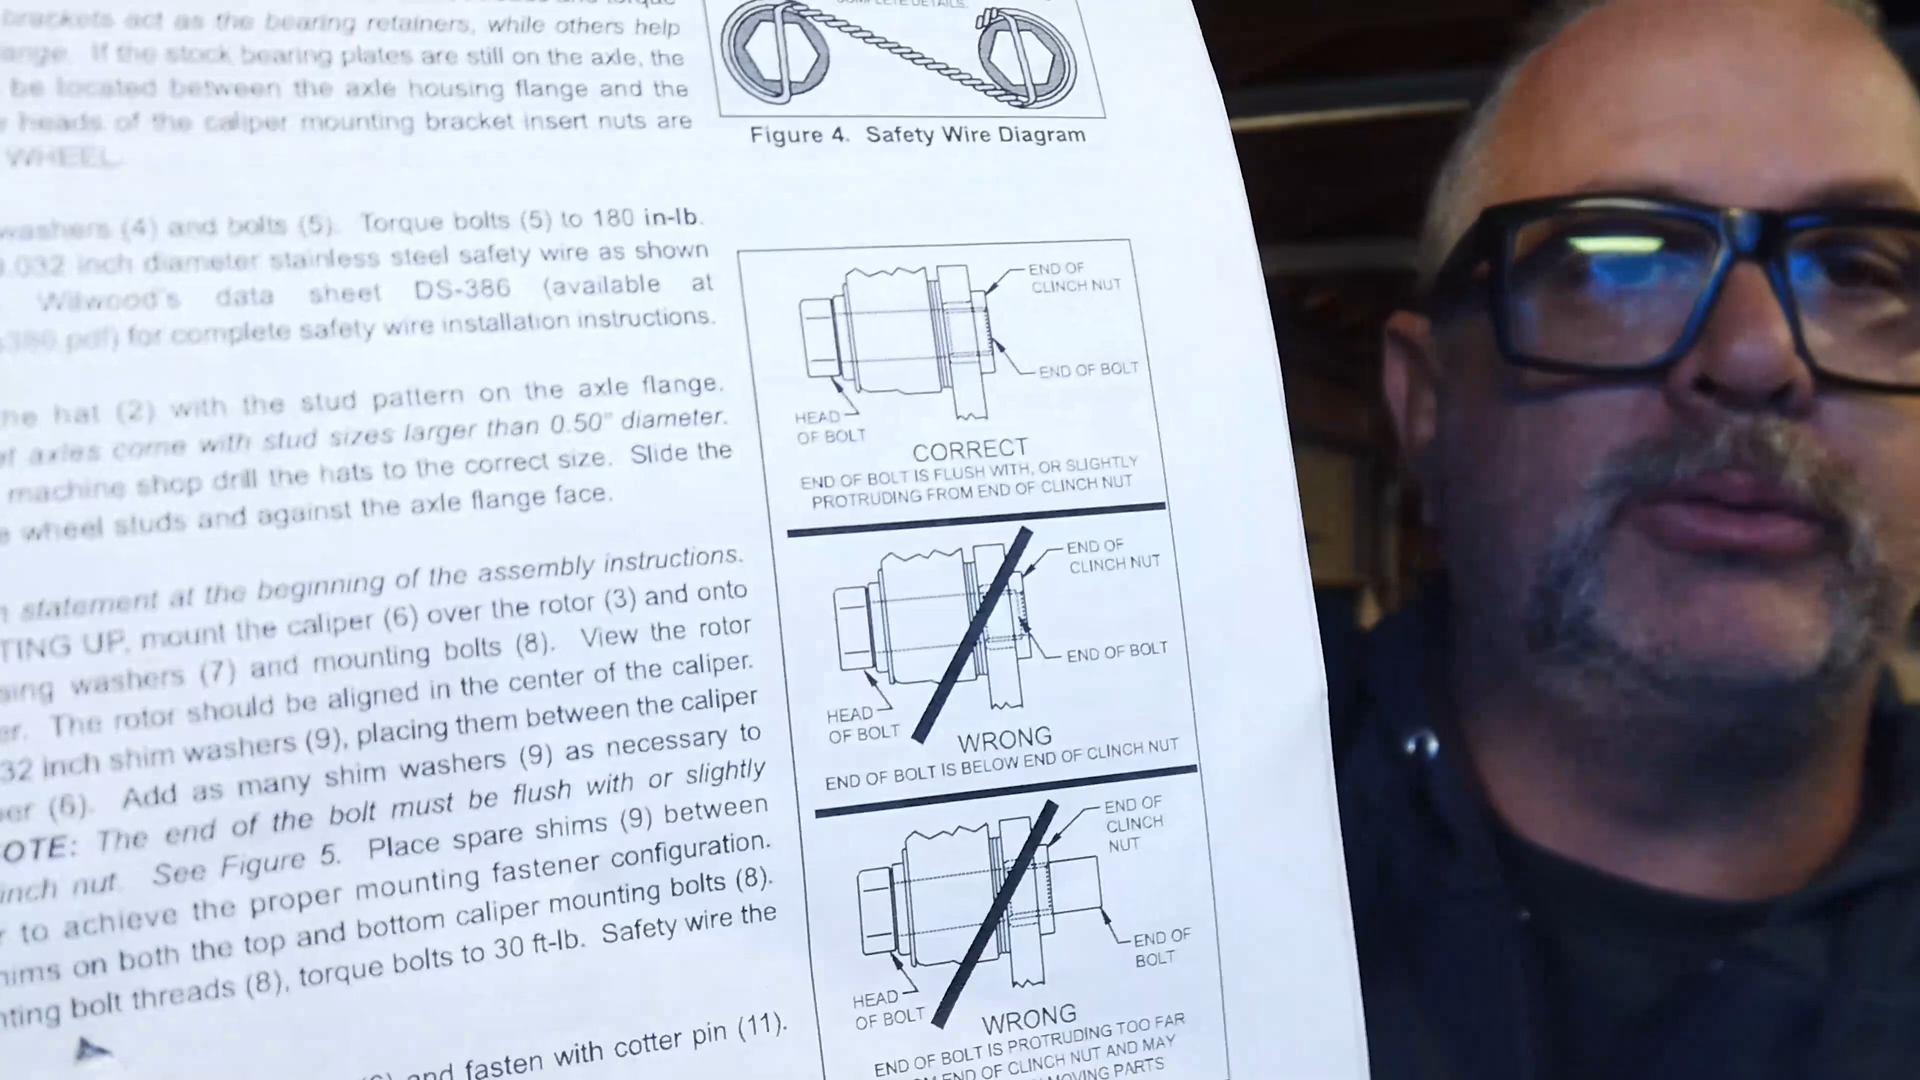 brackets act as the bearing retainers, while others help
ange. If the stock bearing plates are still on the axle, the
be located between the axle housing flange and the
heads of the caliper mounting bracket insert nuts are
WHEEL.
washers (4) and bolts (5). Torque bolts (5) to 180 in-lb.
0.032 inch diameter stainless steel safety wire as shown
Wilwood's data sheet DS-386 (available at
386.pdf) for complete safety wire installation instructions.
he hat (2) with the stud pattern on the axle flange.
axles come with stud sizes larger than 0.50" diameter.
machine shop drill the hats to the correct size. Slide the
wheel studs and against the axle flange face.
statement at the beginning of the assembly instructions.
TING UP, mount the caliper (6) over the rotor (3) and onto
sing washers (7) and mounting bolts (8). View the rotor
er. The rotor should be aligned in the center of the caliper.
32 inch shim washers (9), placing them between the caliper
er (6). Add as many shim washers (9) as necessary to
OTE: The end of the bolt must be flush with or slightly
inch nut. See Figure 5. Place spare shims (9) between
to achieve the proper mounting fastener configuration.
hims on both the top and bottom caliper mounting bolts (8).
nting bolt threads (8), torque bolts to 30 ft-lb. Safety wire the
and fasten with cotter pin (11).
COMPLETE DETAILS.
Figure 4. Safety Wire Diagram
END OF
CLINCH NUT
END OF BOLT
HEAD
OF BOLT
CORRECT
END OF BOLT IS FLUSH WITH, OR SLIGHTLY
PROTRUDING FROM END OF CLINCH NUT
END OF
CLINCH NUT
END OF BOLT
HEAD
OF BOLT
WRONG
END OF BOLT IS BELOW END OF CLINCH NUT
END OF
CLINCH
NUT
END OF
BOLT
HEAD
OF BOLT
WRONG
END OF BOLT IS PROTRUDING TOO FAR
END OF CLINCH NUT AND MAY
MOVING PARTS